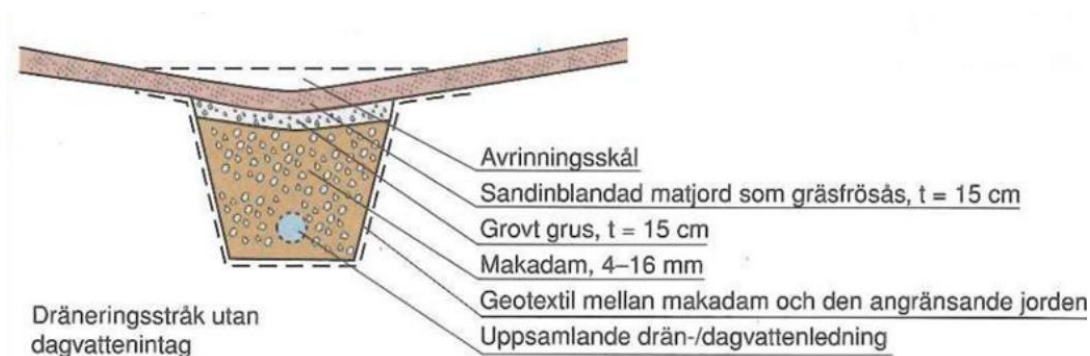 Avrinningsskål
Sandinblandad matjord som gräsfrösås, t = 15 cm
Grovt grus, t = 15 cm
Makadam, 4–16 mm
Geotextil mellan makadam och den angränsande jorden
Uppsamlande drän-/dagvattenledning
Dräneringsstråk utan
dagvattenintag